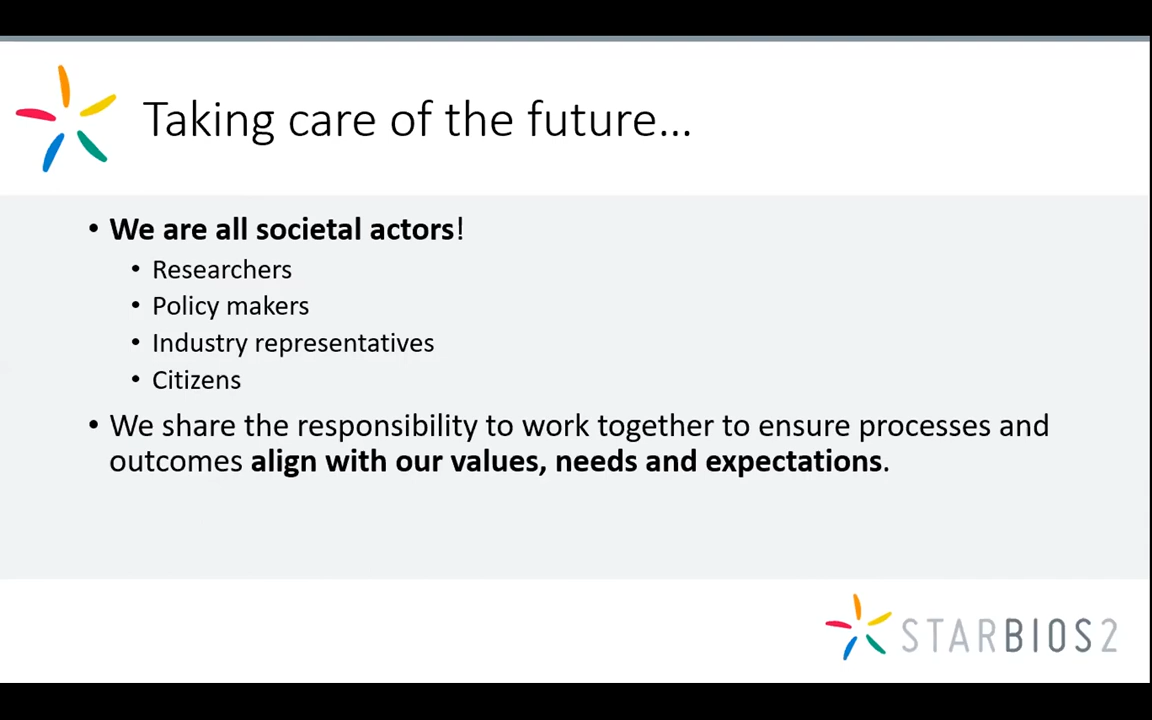 Taking care of the future...
• We are all societal actors!
• Researchers
• Policy makers
• Industry representatives
• Citizens
• We share the responsibility to work together to ensure processes and
outcomes align with our values, needs and expectations.
STARBIOS2